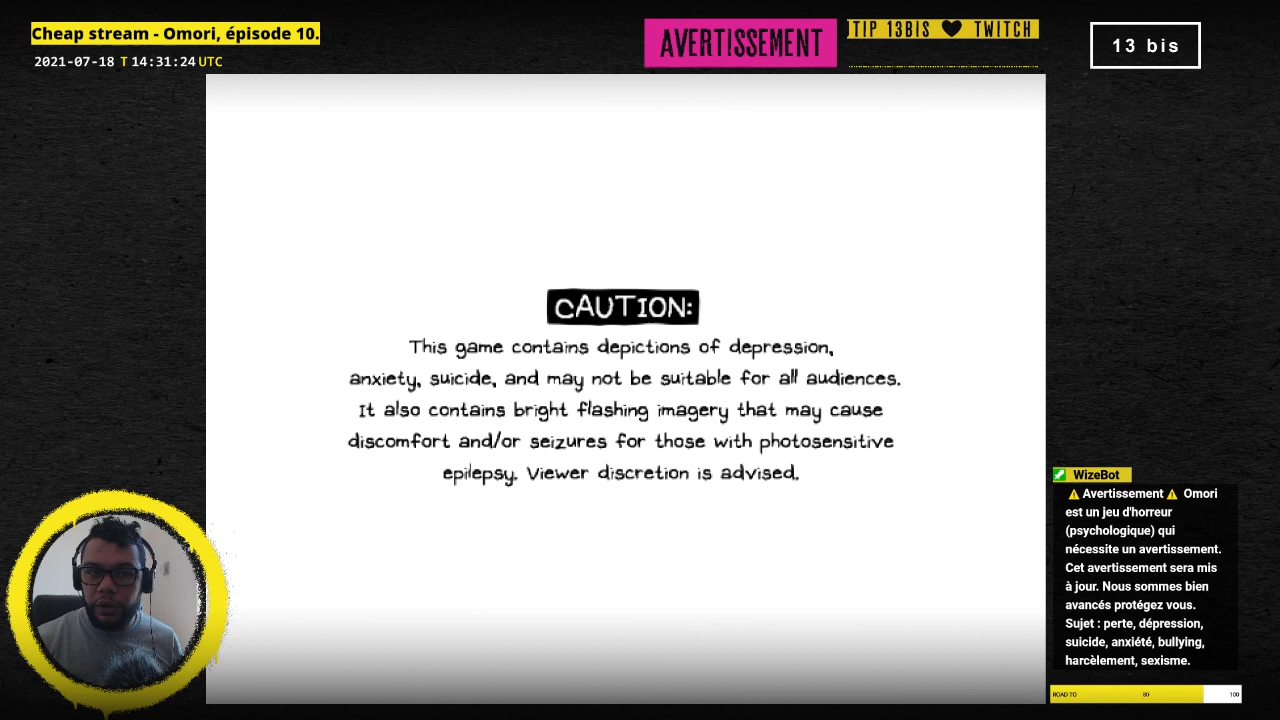 Cheap stream - Omori, épisode 10.
2021-07-18 T 14:31:24 UTC
AVERTISSEMENT
TIP 13BIS TWITCH
13 bis
CAUTION:
This game contains depictions of depression,
anxiety, suicide, and may not be suitable for all audiences.
It also contains bright flashing imagery that may cause
discomfort and/or seizures for those with photosensitive
epilepsy. Viewer discretion is advised.
WizeBot
⚠Avertissement⚠ Omori
est un jeu d'horreur
(psychologique) qui
nécessite un avertissement.
Cet avertissement sera mis
à jour. Nous sommes bien
avancés protégez vous.
Sujet : perte, dépression,
suicide, anxiété, bullying,
harcèlement, sexisme.
ROAD TO 80 100